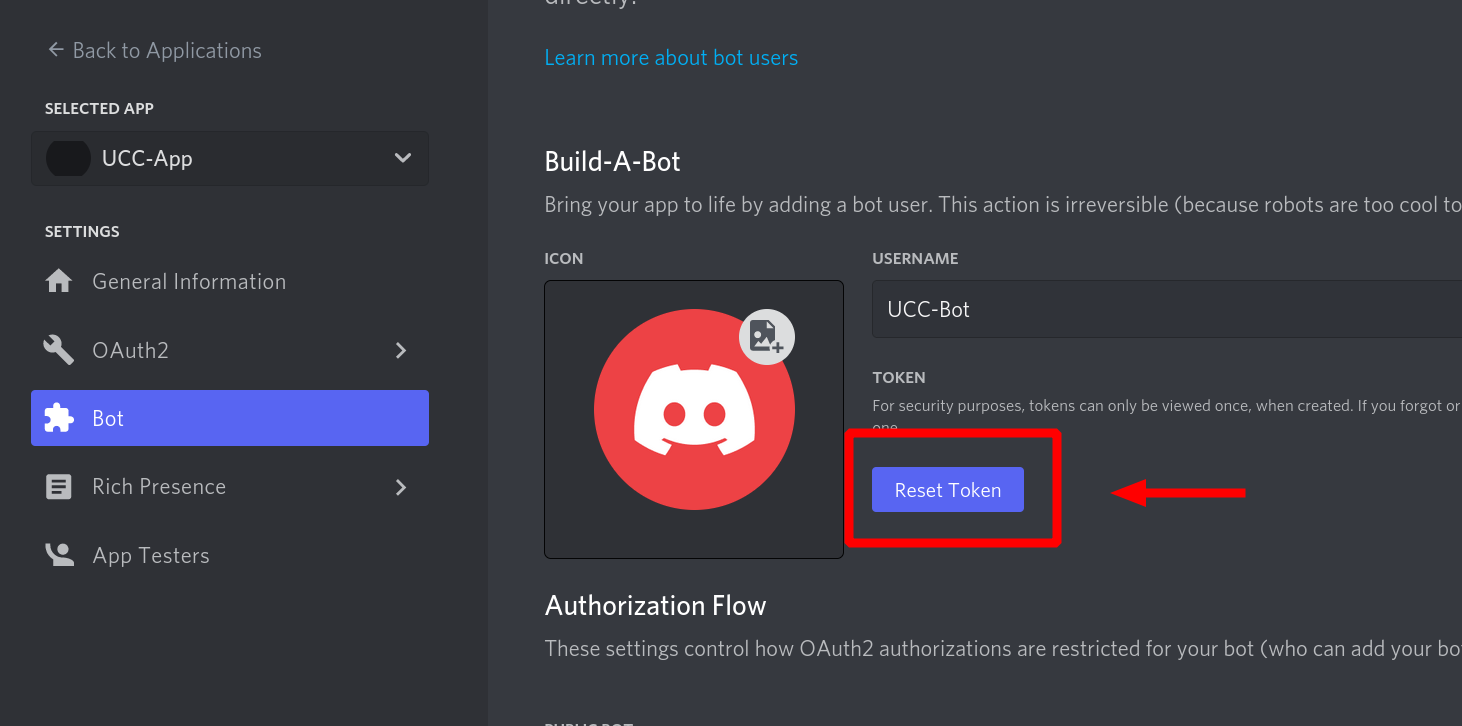 Back to Applications
SELECTED APP
UCC-App
SETTINGS
General Information
OAuth2
Bot
Rich Presence
App Testers
directly!
Learn more about bot users
Build-A-Bot
Bring your app to life by adding a bot user. This action is irreversible (because robots are too cool to
ICON
USERNAME
UCC-Bot
TOKEN
For security purposes, tokens can only be viewed once, when created. If you forgot or
one.
Reset Token
Authorization Flow
These settings control how OAuth2 authorizations are restricted for your bot (who can add your bo
PUBLIC BOT